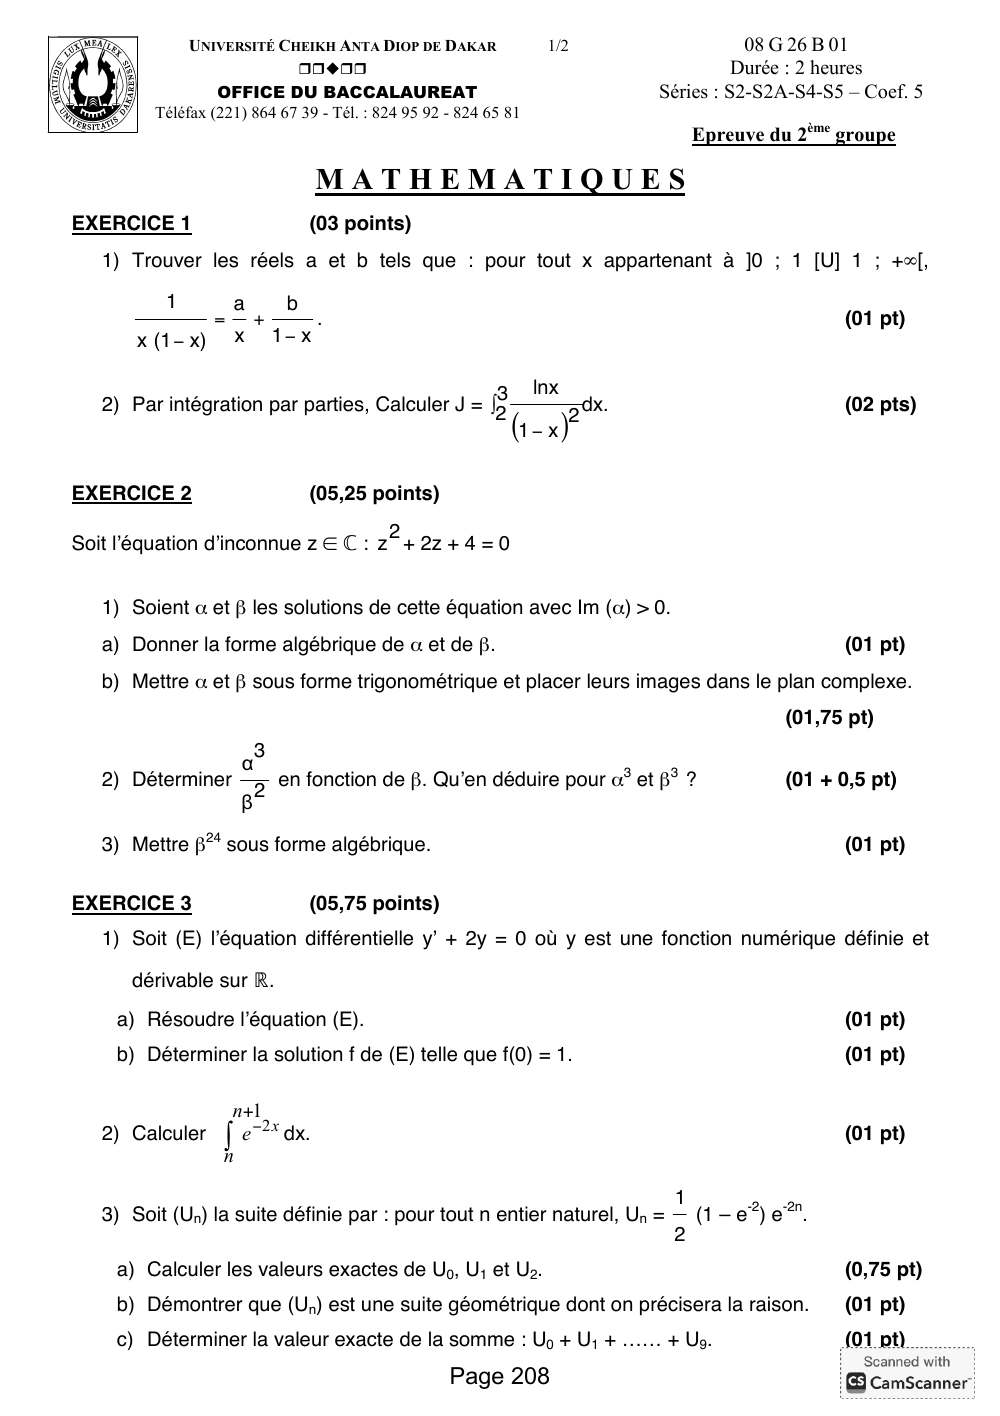 UNIVERSITÉ CHEIKH ANTA DIOP DE DAKAR 1/2 08 G 26 B 01
❒❒◆❒❒ Durée : 2 heures
OFFICE DU BACCALAUREAT Séries : S2-S2A-S4-S5 – Coef. 5
Téléfax (221) 864 67 39 - Tél. : 824 95 92 - 824 65 81
Epreuve du 2ème groupe
SIGILLUM UNIVERSITATIS DAKARENSIS
LUX MEA LEX
MATHEMATIQUES
EXERCICE 1 (03 points)
1) Trouver les réels a et b tels que : pour tout x appartenant à ]0 ; 1 [U] 1 ; +∞[,
1/(x (1 – x)) = a/x + b/(1 – x) . (01 pt)
2) Par intégration par parties, Calculer J = ∫₂³ lnx/(1 – x)² dx. (02 pts)
EXERCICE 2 (05,25 points)
Soit l'équation d'inconnue z ∈ ℂ : z² + 2z + 4 = 0
1) Soient α et β les solutions de cette équation avec Im (α) > 0.
a) Donner la forme algébrique de α et de β. (01 pt)
b) Mettre α et β sous forme trigonométrique et placer leurs images dans le plan complexe.
(01,75 pt)
2) Déterminer α³/β² en fonction de β. Qu'en déduire pour α³ et β³ ? (01 + 0,5 pt)
3) Mettre β²⁴ sous forme algébrique. (01 pt)
EXERCICE 3 (05,75 points)
1) Soit (E) l'équation différentielle y' + 2y = 0 où y est une fonction numérique définie et
dérivable sur ℝ.
a) Résoudre l'équation (E). (01 pt)
b) Déterminer la solution f de (E) telle que f(0) = 1. (01 pt)
2) Calculer ∫ₙⁿ⁺¹ e⁻²ˣ dx. (01 pt)
3) Soit (Uₙ) la suite définie par : pour tout n entier naturel, Uₙ = 1/2 (1 – e⁻²) e⁻²ⁿ.
a) Calculer les valeurs exactes de U₀, U₁ et U₂. (0,75 pt)
b) Démontrer que (Uₙ) est une suite géométrique dont on précisera la raison. (01 pt)
c) Déterminer la valeur exacte de la somme : U₀ + U₁ + …… + U₉. (01 pt)
Page 208
Scanned with
CS CamScanner